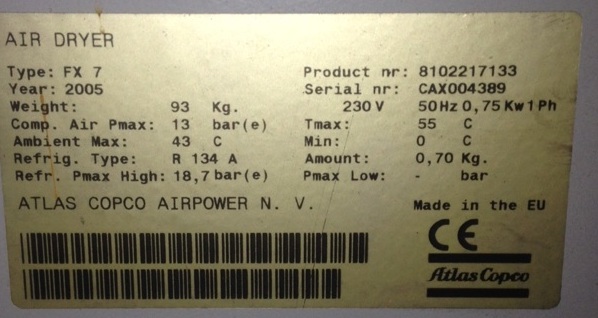 AIR DRYER
Type: FX 7 Product nr: 8102217133
Year: 2005 Serial nr: CAX004389
Weight: 93 Kg. 230 V 50Hz 0,75 Kw 1 Ph
Comp. Air Pmax: 13 bar(e) Tmax: 55 C
Ambient Max: 43 C Min: 0 C
Refrig. Type: R 134 A Amount: 0,70 Kg.
Refr. Pmax High: 18,7 bar(e) Pmax Low: - bar
ATLAS COPCO AIRPOWER N. V. Made in the EU
CE
Atlas Copco